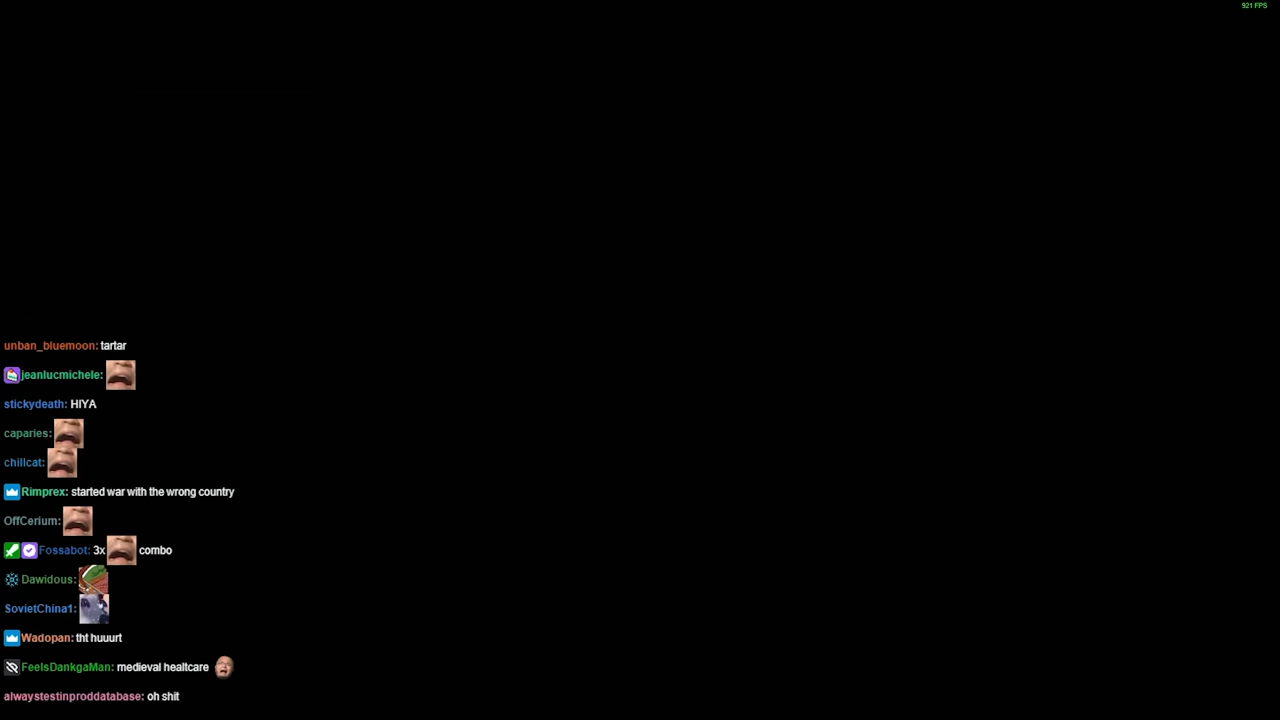 921 FPS
unban_bluemoon: tartar
jeanlucmichele:
stickydeath: HIYA
caparies:
chillcat:
Rimprex: started war with the wrong country
OffCerium:
Fossabot: 3x combo
Dawidous:
SovietChina1:
Wadopan: tht huuurt
FeelsDankgaMan: medieval healtcare
alwaystestinproddatabase: oh shit